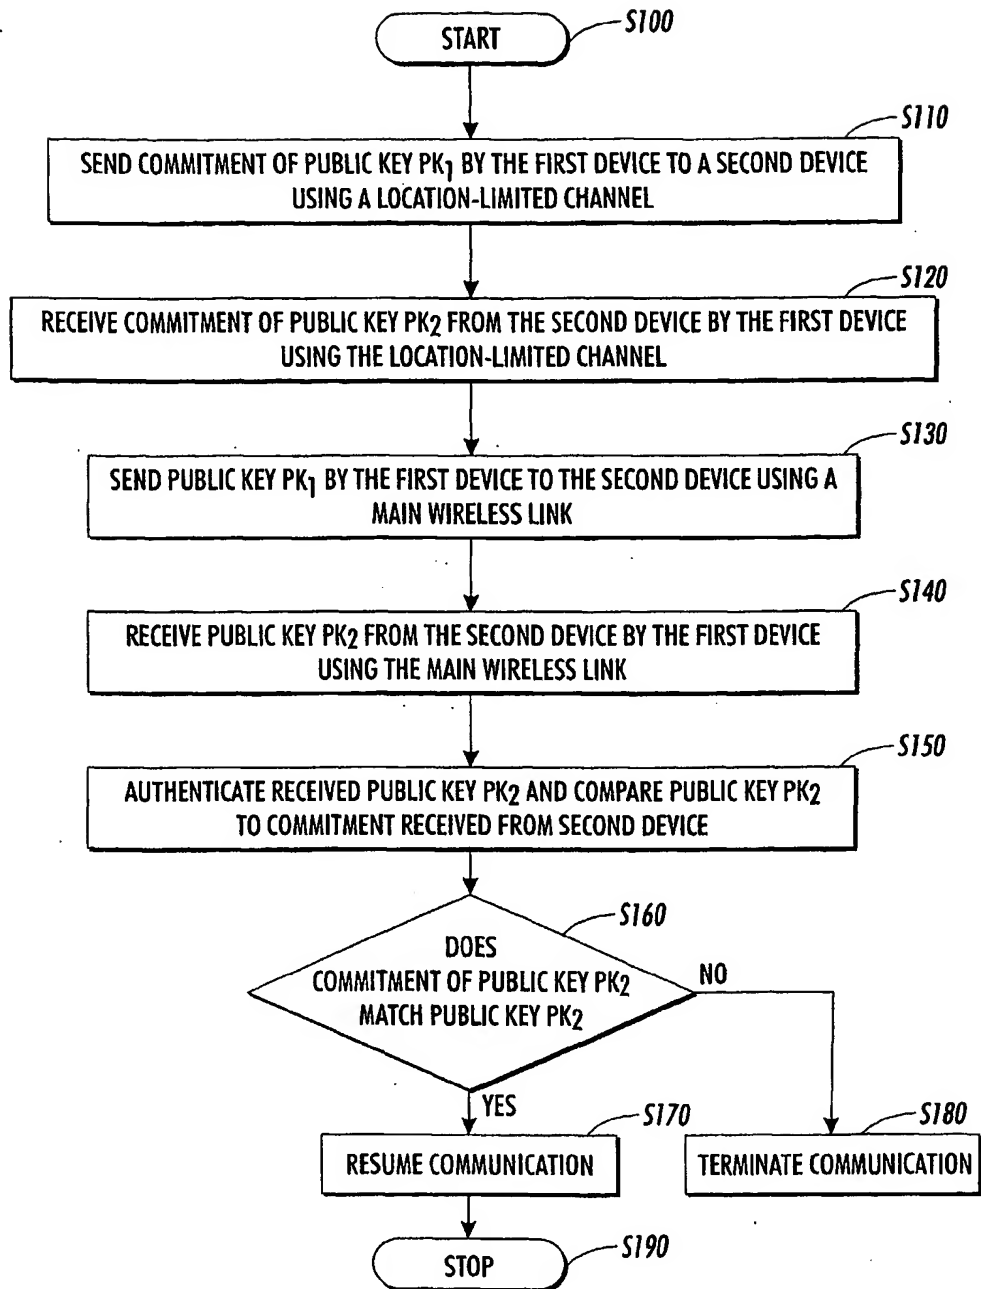 START
S100
S110
SEND COMMITMENT OF PUBLIC KEY PK1 BY THE FIRST DEVICE TO A SECOND DEVICE
USING A LOCATION-LIMITED CHANNEL
S120
RECEIVE COMMITMENT OF PUBLIC KEY PK2 FROM THE SECOND DEVICE BY THE FIRST DEVICE
USING THE LOCATION-LIMITED CHANNEL
S130
SEND PUBLIC KEY PK1 BY THE FIRST DEVICE TO THE SECOND DEVICE USING A
MAIN WIRELESS LINK
S140
RECEIVE PUBLIC KEY PK2 FROM THE SECOND DEVICE BY THE FIRST DEVICE
USING THE MAIN WIRELESS LINK
S150
AUTHENTICATE RECEIVED PUBLIC KEY PK2 AND COMPARE PUBLIC KEY PK2
TO COMMITMENT RECEIVED FROM SECOND DEVICE
S160
DOES
COMMITMENT OF PUBLIC KEY PK2
MATCH PUBLIC KEY PK2
NO
YES
S170
RESUME COMMUNICATION
S180
TERMINATE COMMUNICATION
STOP
S190